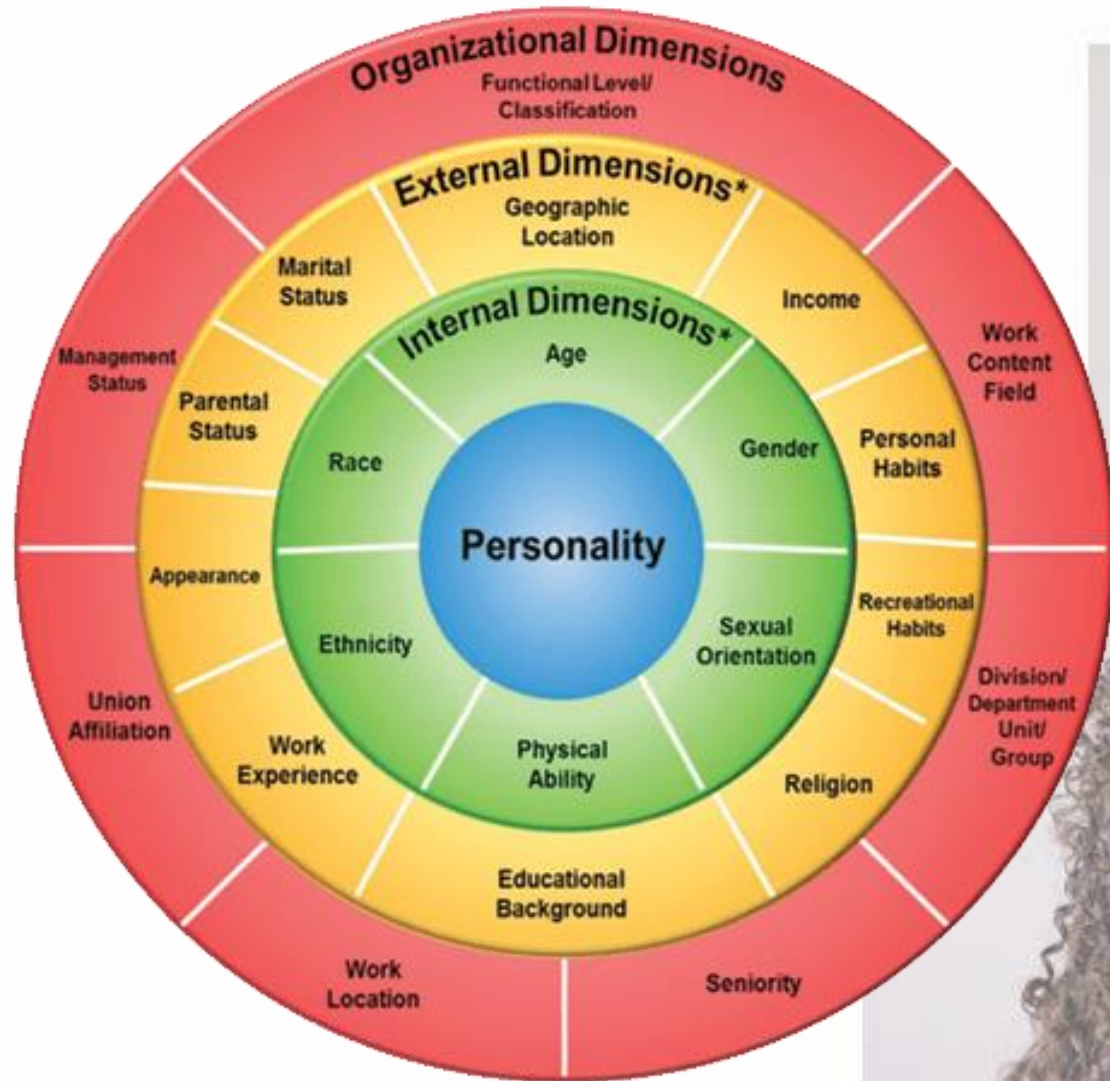 Organizational Dimensions
Functional Level/
Classification
Work
Content
Field
Division/
Department
Unit/
Group
Seniority
Work
Location
Union
Affiliation
Management
Status
External Dimensions*
Geographic
Location
Income
Personal
Habits
Recreational
Habits
Religion
Educational
Background
Work
Experience
Appearance
Parental
Status
Marital
Status
Internal Dimensions*
Age
Gender
Sexual
Orientation
Physical
Ability
Ethnicity
Race
Personality